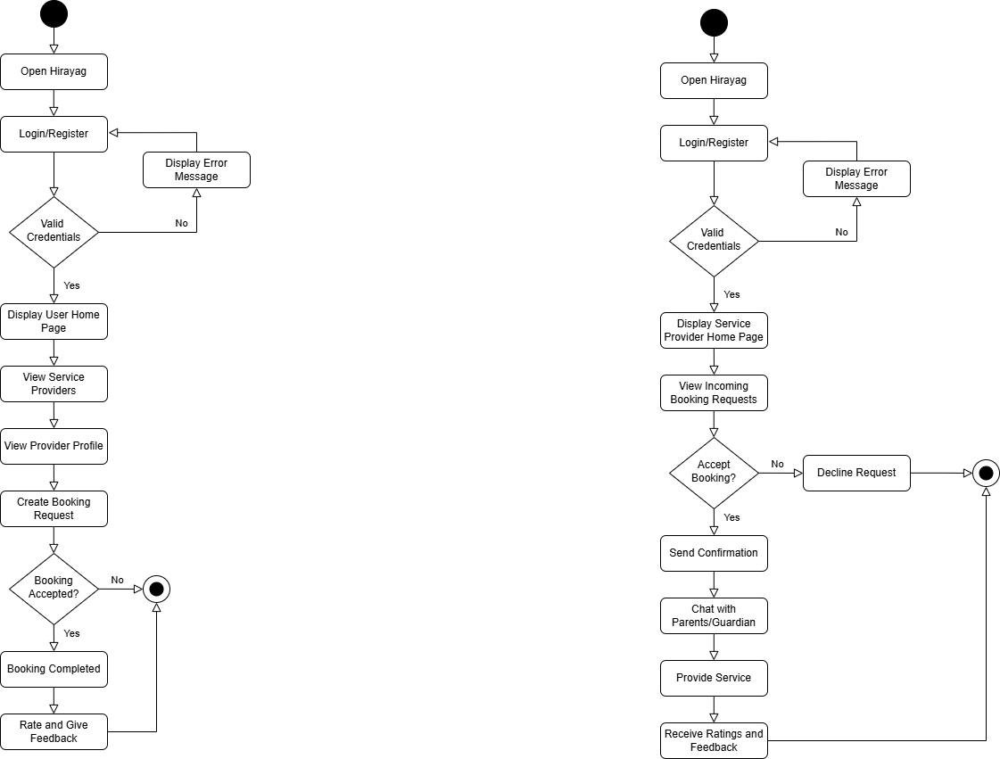 Open Hirayag
Login/Register
Display Error
Message
Valid
Credentials
No
Yes
Display User Home
Page
View Service
Providers
View Provider Profile
Create Booking
Request
Booking
Accepted?
No
Yes
Booking Completed
Rate and Give
Feedback
Open Hirayag
Login/Register
Display Error
Message
Valid
Credentials
No
Yes
Display Service
Provider Home Page
View Incoming
Booking Requests
Accept
Booking?
No
Decline Request
Yes
Send Confirmation
Chat with
Parents/Guardian
Provide Service
Receive Ratings and
Feedback